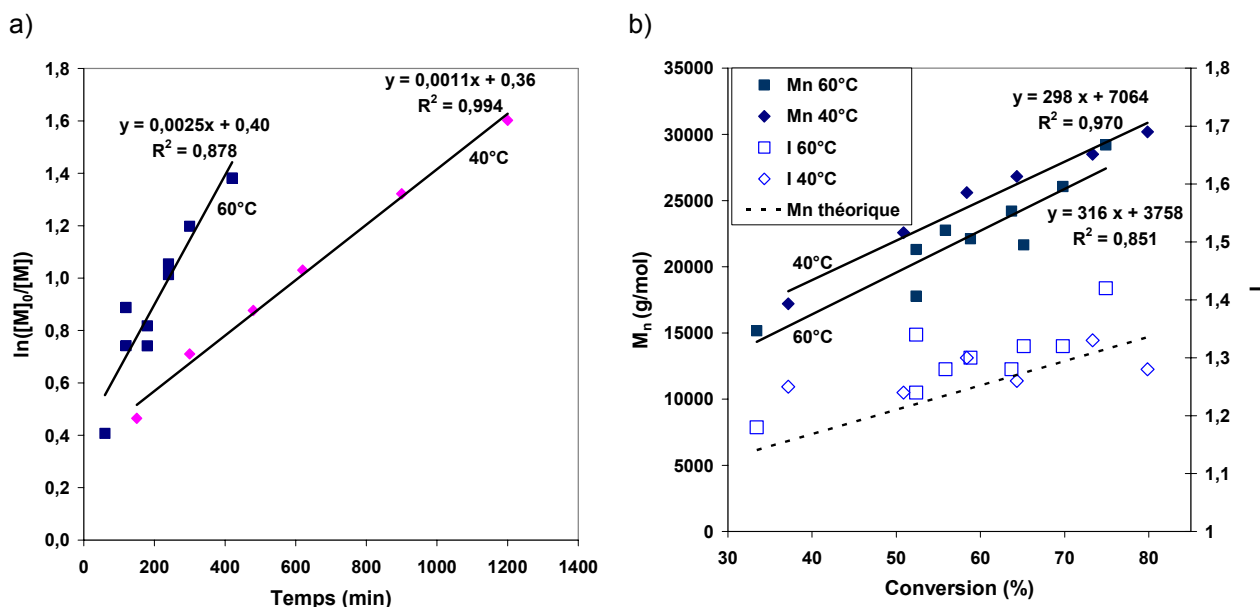 a)
y = 0,0011x + 0,36
R² = 0,994
y = 0,0025x + 0,40
R² = 0,878
40°C
60°C
1,8
1,6
1,4
1,2
1,0
0,8
0,6
0,4
0,2
0,0
ln([M]₀/[M])
0 200 400 600 800 1000 1200 1400
Temps (min)
b)
Mn 60°C
Mn 40°C
I 60°C
I 40°C
Mn théorique
y = 298 x + 7064
R² = 0,970
y = 316 x + 3758
R² = 0,851
40°C
60°C
35000
30000
25000
20000
15000
10000
5000
0
Mₙ (g/mol)
1,8
1,7
1,6
1,5
1,4
1,3
1,2
1,1
1
I
30 40 50 60 70 80
Conversion (%)